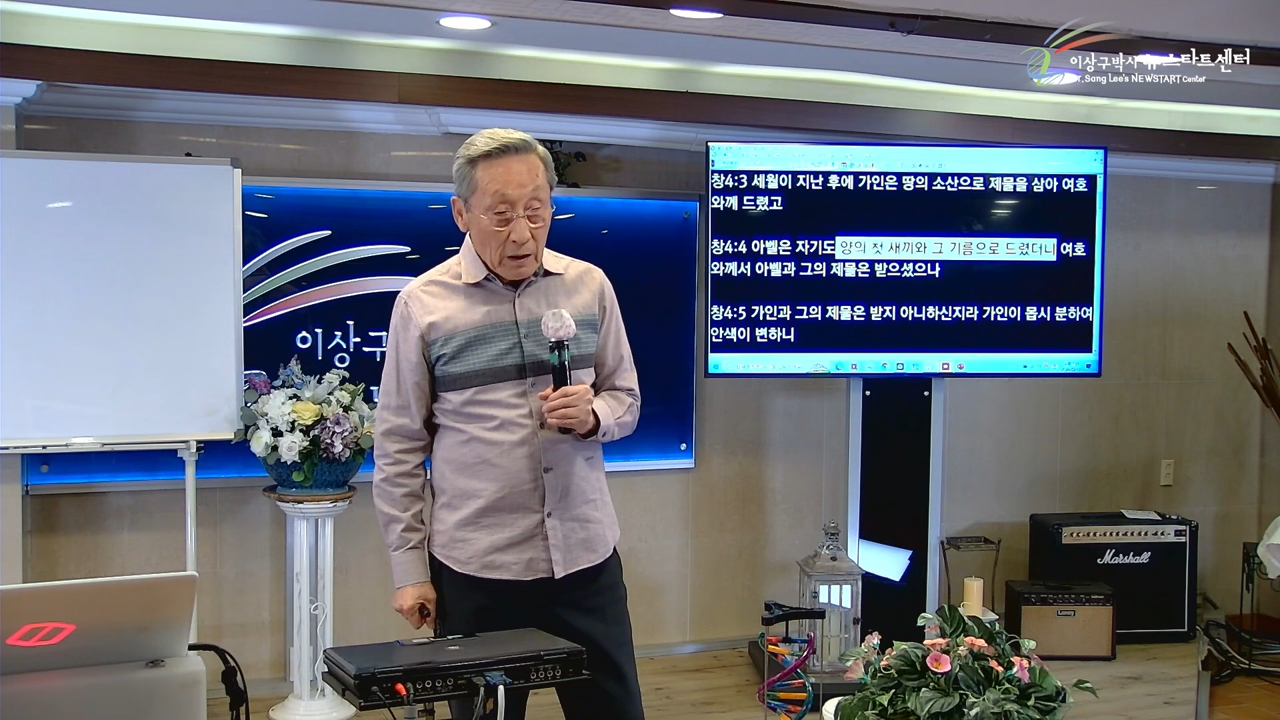 이상구박사 뉴스타트센터
Dr. Sang Lee's NEWSTART Center
창4:3 세월이 지난 후에 가인은 땅의 소산으로 제물을 삼아 여호
와께 드렸고
창4:4 아벨은 자기도 양의 첫 새끼와 그 기름으로 드렸더니 여호
와께서 아벨과 그의 제물은 받으셨으나
창4:5 가인과 그의 제물은 받지 아니하신지라 가인이 몹시 분하여
안색이 변하니
이상구
Marshall
Laney